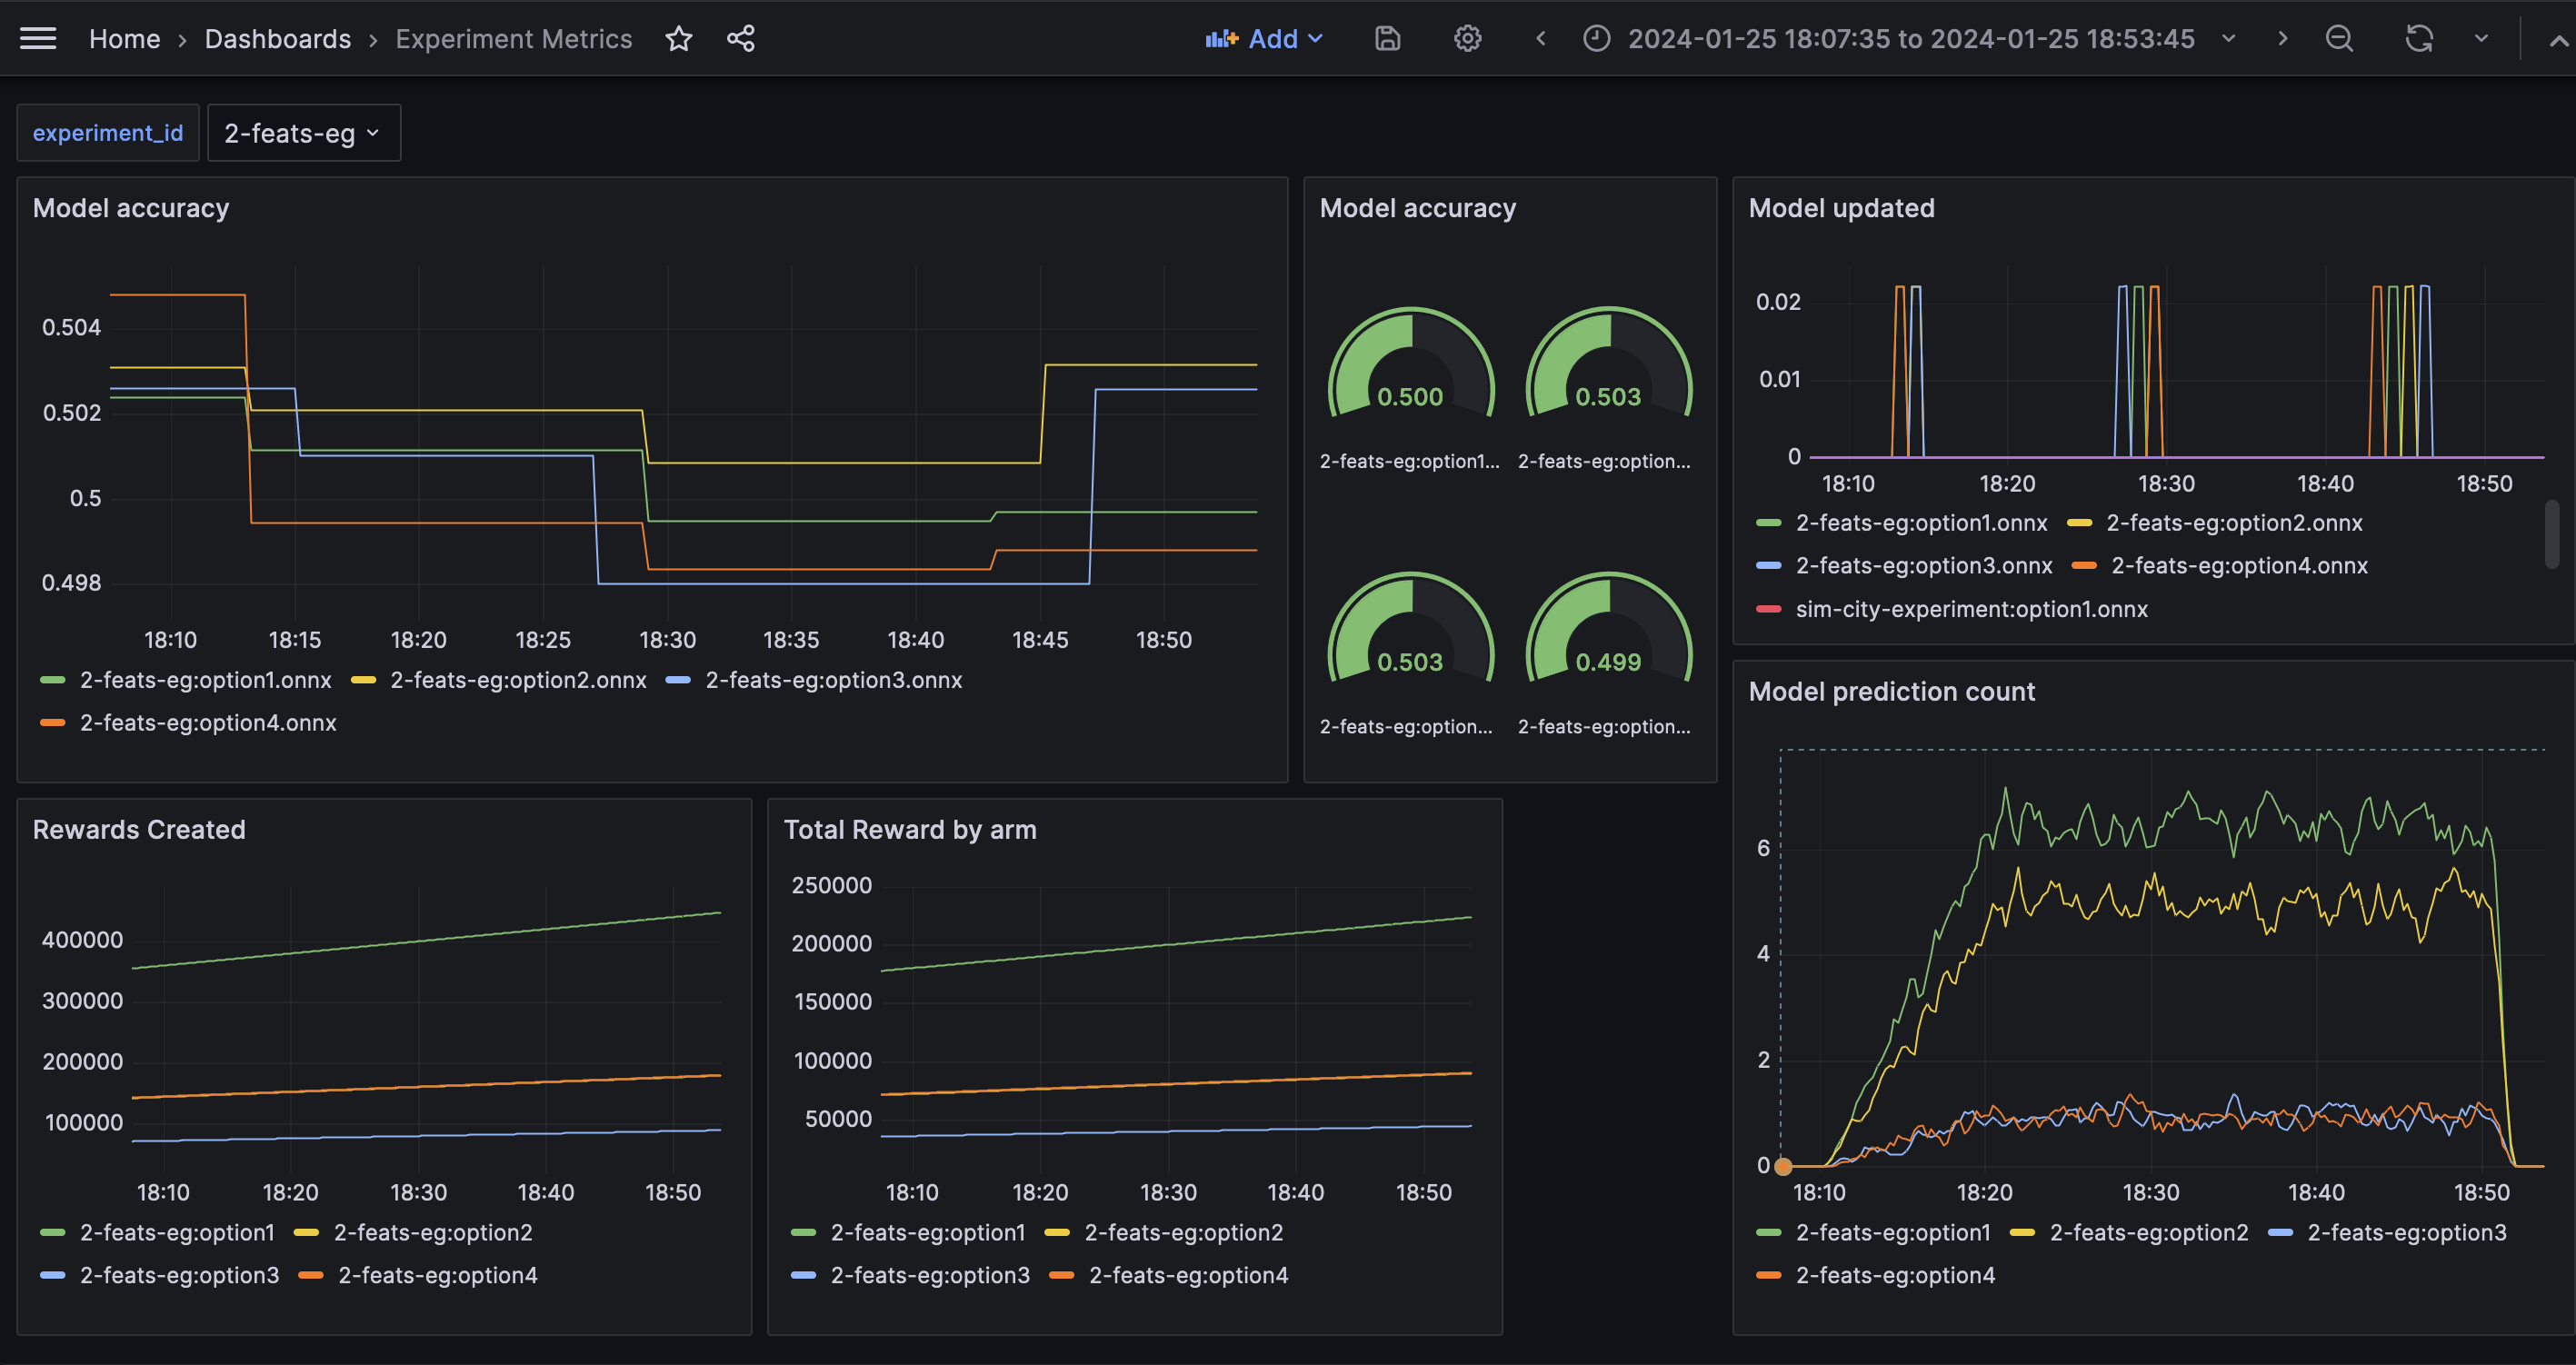 Home › Dashboards › Experiment Metrics Add 2024-01-25 18:07:35 to 2024-01-25 18:53:45
experiment_id 2-feats-eg
Model accuracy
0.504
0.502
0.5
0.498
18:10 18:15 18:20 18:25 18:30 18:35 18:40 18:45 18:50
2-feats-eg:option1.onnx 2-feats-eg:option2.onnx 2-feats-eg:option3.onnx
2-feats-eg:option4.onnx
Model accuracy
0.500 0.503
2-feats-eg:option1... 2-feats-eg:option...
0.503 0.499
2-feats-eg:option... 2-feats-eg:option...
Model updated
0.02
0.01
0
18:10 18:20 18:30 18:40 18:50
2-feats-eg:option1.onnx 2-feats-eg:option2.onnx
2-feats-eg:option3.onnx 2-feats-eg:option4.onnx
sim-city-experiment:option1.onnx
Rewards Created
400000
300000
200000
100000
18:10 18:20 18:30 18:40 18:50
2-feats-eg:option1 2-feats-eg:option2
2-feats-eg:option3 2-feats-eg:option4
Total Reward by arm
250000
200000
150000
100000
50000
18:10 18:20 18:30 18:40 18:50
2-feats-eg:option1 2-feats-eg:option2
2-feats-eg:option3 2-feats-eg:option4
Model prediction count
6
4
2
0
18:10 18:20 18:30 18:40 18:50
2-feats-eg:option1 2-feats-eg:option2 2-feats-eg:option3
2-feats-eg:option4